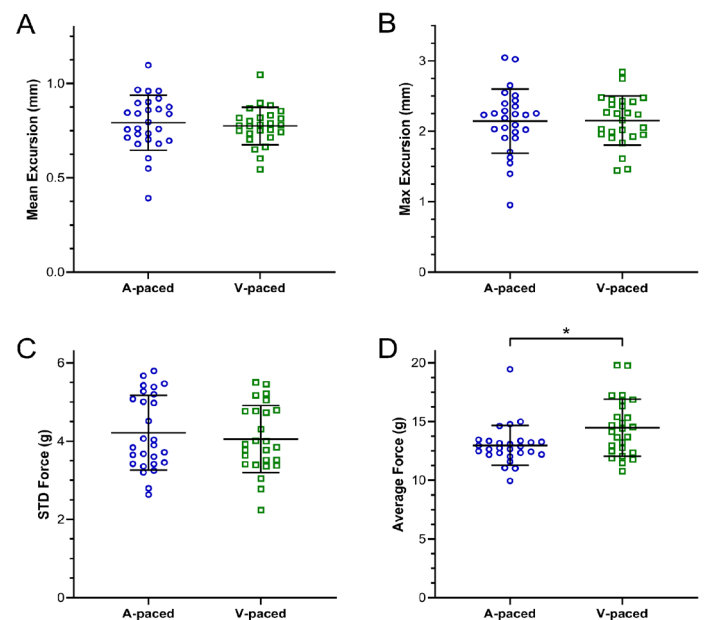 A
Mean Excursion (mm)
1.0
0.5
0.0
A-paced V-paced
B
Max Excursion (mm)
3
2
1
0
A-paced V-paced
C
STD Force (g)
6
4
2
0
A-paced V-paced
D
*
Average Force (g)
20
15
10
5
0
A-paced V-paced